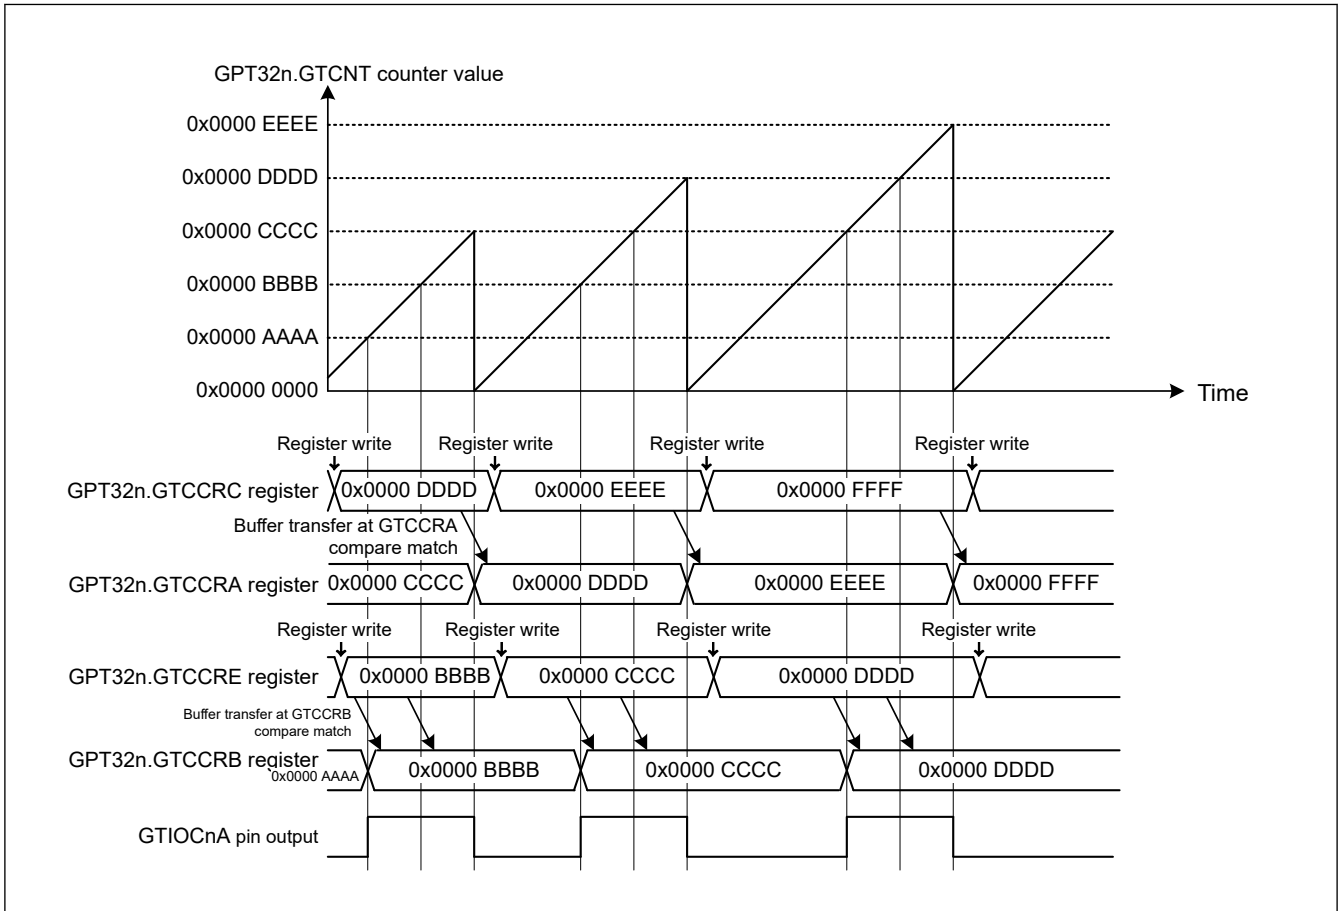 GPT32n.GTCNT counter value
0x0000 EEEE
0x0000 DDDD
0x0000 CCCC
0x0000 BBBB
0x0000 AAAA
0x0000 0000
Time
Register write Register write Register write Register write
GPT32n.GTCCRC register 0x0000 DDDD 0x0000 EEEE 0x0000 FFFF
Buffer transfer at GTCCRA
compare match
GPT32n.GTCCRA register 0x0000 CCCC 0x0000 DDDD 0x0000 EEEE 0x0000 FFFF
Register write Register write Register write Register write
GPT32n.GTCCRE register 0x0000 BBBB 0x0000 CCCC 0x0000 DDDD
Buffer transfer at GTCCRB
compare match
GPT32n.GTCCRB register 0x0000 AAAA 0x0000 BBBB 0x0000 CCCC 0x0000 DDDD
GTIOCnA pin output